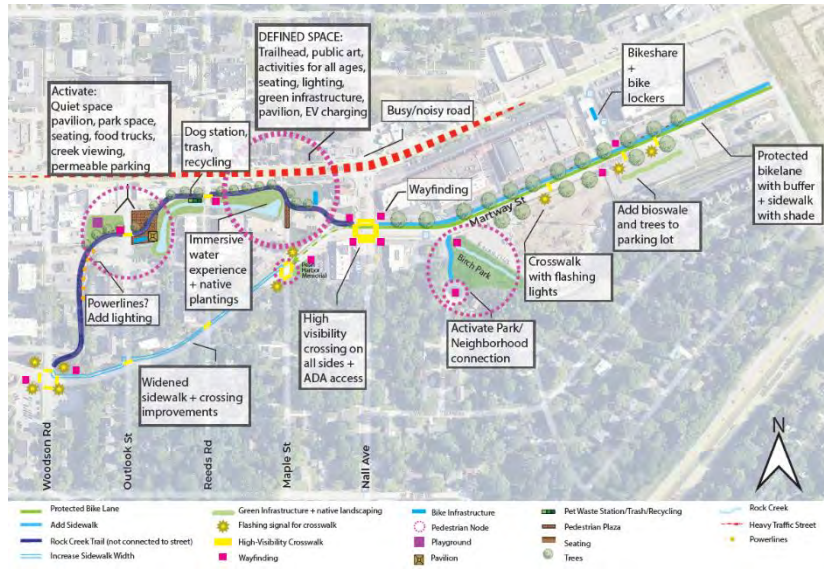 DEFINED SPACE:
Trailhead, public art,
activities for all ages,
seating, lighting,
green infrastructure,
pavilion, EV charging
Bikeshare
+
bike
lockers
Activate:
Quiet space
pavilion, park space,
seating, food trucks,
creek viewing,
permeable parking
Dog station,
trash,
recycling
Busy/noisy road
Protected
bikelane
with buffer
+ sidewalk
with shade
Wayfinding
Martway St
Add bioswale
and trees to
parking lot
Immersive
water
experience
+ native
plantings
Birch Park
Crosswalk
with flashing
lights
Harbor
Memorial
Powerlines?
Add lighting
High
visibility
crossing on
all sides +
ADA access
Activate Park/
Neighborhood
connection
Widened
sidewalk + crossing
improvements
Woodson Rd
Outlook St
Reeds Rd
Maple St
Nall Ave
N
Protected Bike Lane
Add Sidewalk
Rock Creek Trail (not connected to street)
Increase Sidewalk Width
Green Infrastructure + native landscaping
Flashing signal for crosswalk
High-Visibility Crosswalk
Wayfinding
Bike Infrastructure
Pedestrian Node
Playground
Pavilion
Pet Waste Station/Trash/Recycling
Pedestrian Plaza
Seating
Trees
Rock Creek
Heavy Traffic Street
Powerlines